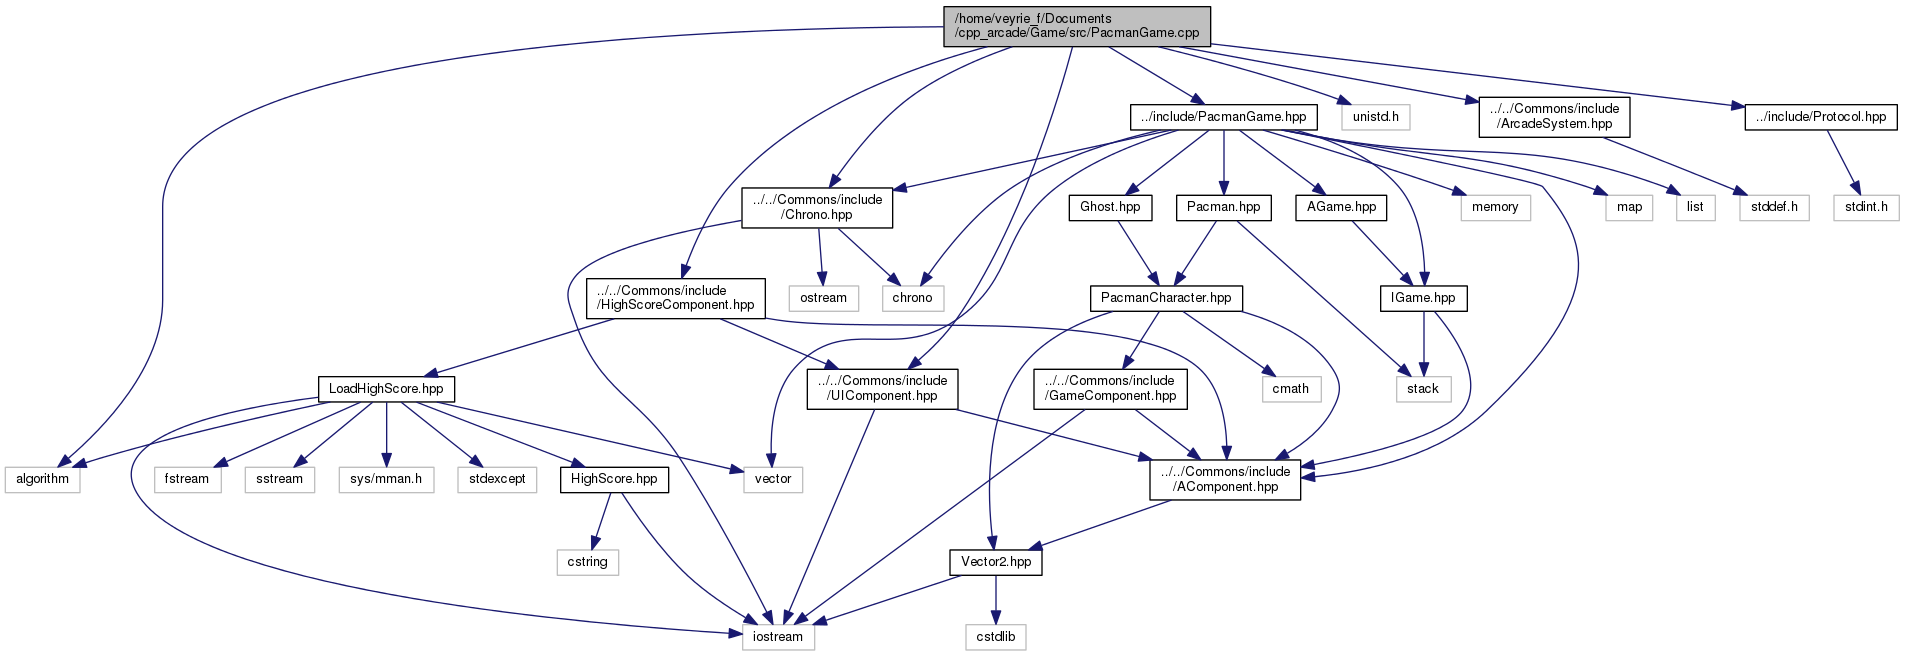 /home/veyrie_f/Documents
/cpp_arcade/Game/src/PacmanGame.cpp
../include/PacmanGame.hpp
unistd.h
../../Commons/include
/ArcadeSystem.hpp
../include/Protocol.hpp
../../Commons/include
/Chrono.hpp
Ghost.hpp
Pacman.hpp
AGame.hpp
memory
map
list
stddef.h
stdint.h
../../Commons/include
/HighScoreComponent.hpp
ostream
chrono
PacmanCharacter.hpp
IGame.hpp
LoadHighScore.hpp
../../Commons/include
/UIComponent.hpp
../../Commons/include
/GameComponent.hpp
cmath
stack
algorithm
fstream
sstream
sys/mman.h
stdexcept
HighScore.hpp
vector
../../Commons/include
/AComponent.hpp
cstring
Vector2.hpp
iostream
cstdlib